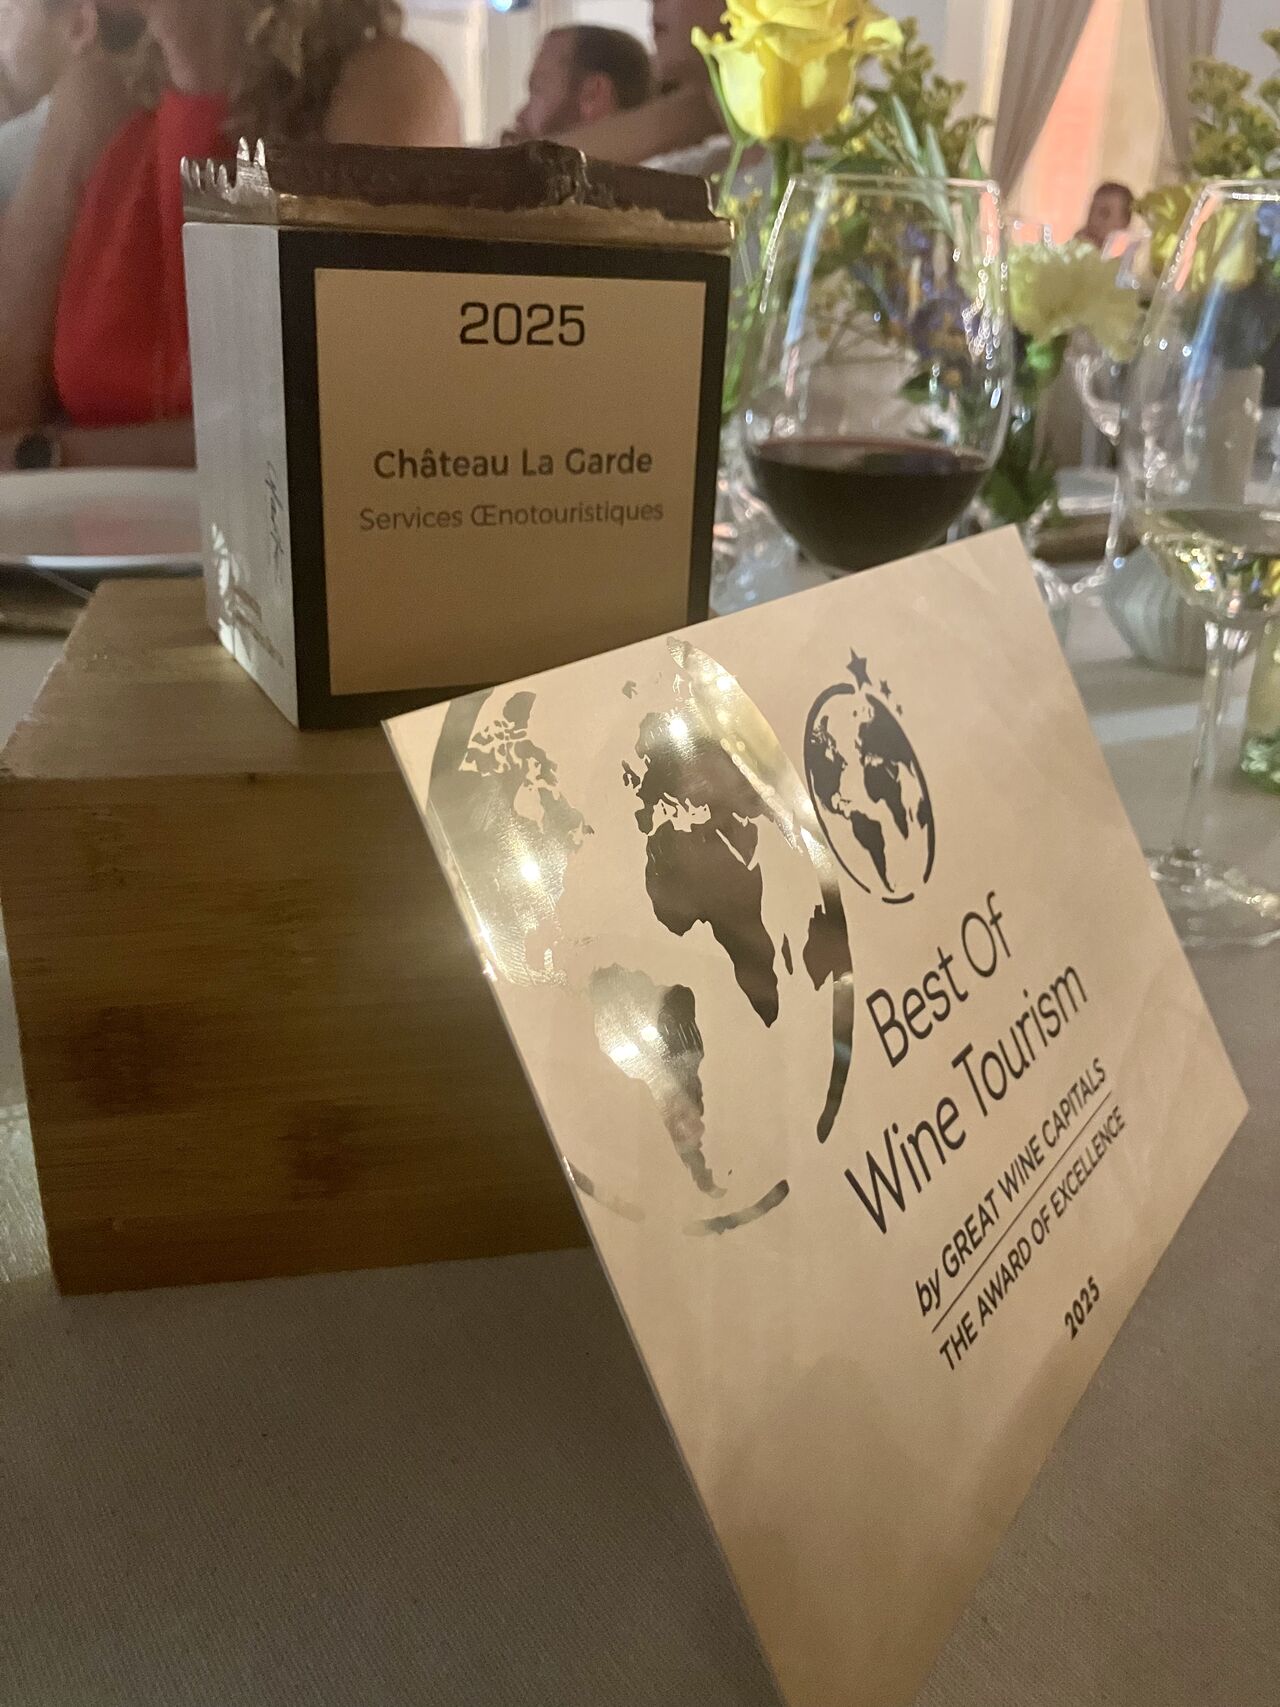 2025
Château La Garde
Services Œnotouristiques
Best Of
Wine Tourism
by GREAT WINE CAPITALS
THE AWARD OF EXCELLENCE
2025